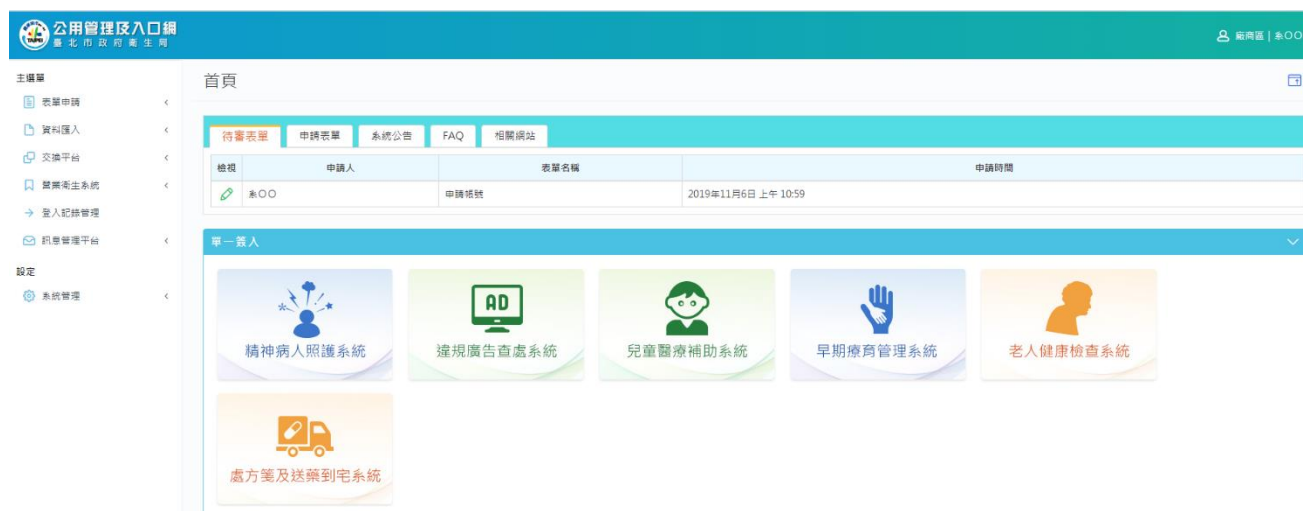 公用管理及入口網
臺北市政府衛生局
廠商區 | 系○○
主選單
表單申請
資料匯入
交換平台
營業衛生系統
登入記錄管理
訊息管理平台
設定
系統管理
首頁
待審表單 申請表單 系統公告 FAQ 相關網站
檢視 申請人 表單名稱 申請時間
系○○ 申請帳號 2019年11月6日 上午 10:59
單一簽入
AD
精神病人照護系統 違規廣告查處系統 兒童醫療補助系統 早期療育管理系統 老人健康檢查系統
處方箋及送藥到宅系統